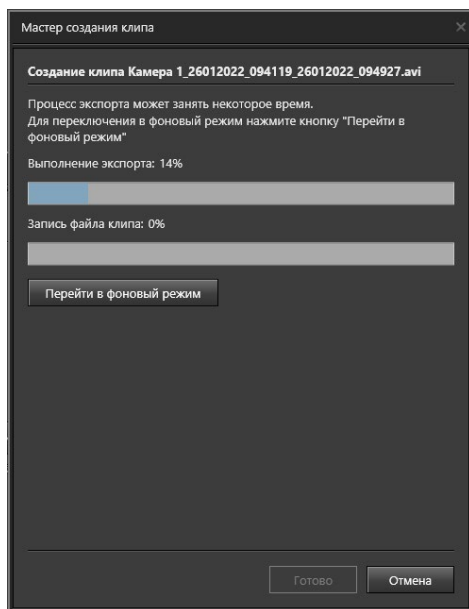 Мастер создания клипа
Создание клипа Камера 1_26012022_094119_26012022_094927.avi
Процесс экспорта может занять некоторое время.
Для переключения в фоновый режим нажмите кнопку "Перейти в
фоновый режим"
Выполнение экспорта: 14%
Запись файла клипа: 0%
Перейти в фоновый режим
Готово
Отмена